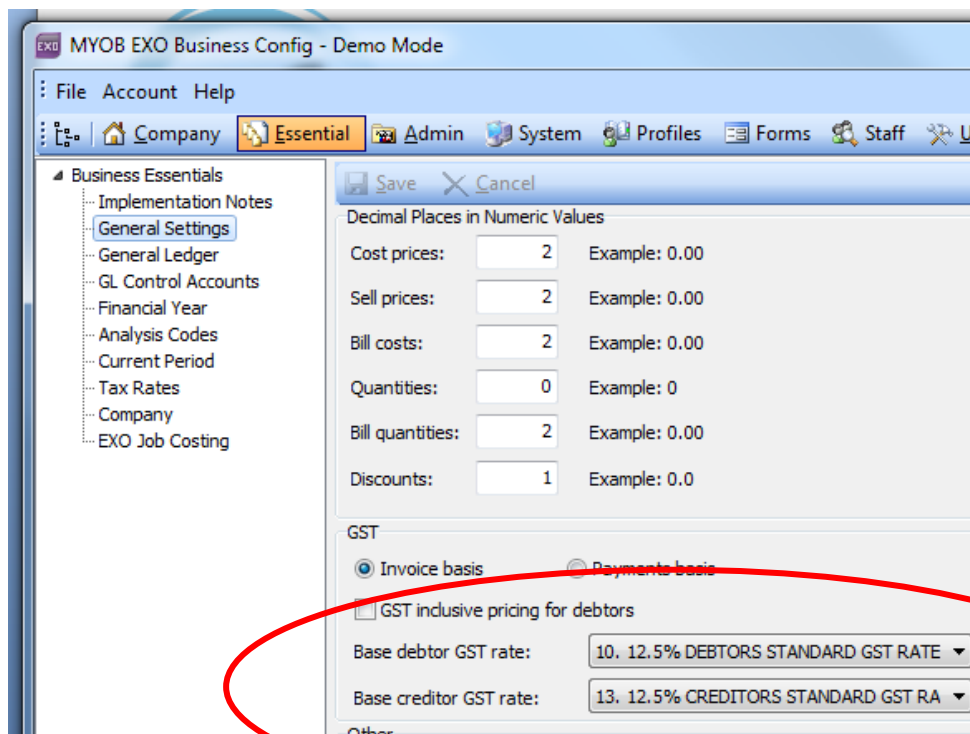 EXO MYOB EXO Business Config - Demo Mode
File Account Help
Company Essential Admin System Profiles Forms Staff U
Business Essentials
Implementation Notes
General Settings
General Ledger
GL Control Accounts
Financial Year
Analysis Codes
Current Period
Tax Rates
Company
EXO Job Costing
Save Cancel
Decimal Places in Numeric Values
Cost prices: 2 Example: 0.00
Sell prices: 2 Example: 0.00
Bill costs: 2 Example: 0.00
Quantities: 0 Example: 0
Bill quantities: 2 Example: 0.00
Discounts: 1 Example: 0.0
GST
Invoice basis Payments basis
GST inclusive pricing for debtors
Base debtor GST rate: 10. 12.5% DEBTORS STANDARD GST RATE
Base creditor GST rate: 13. 12.5% CREDITORS STANDARD GST RA
Other